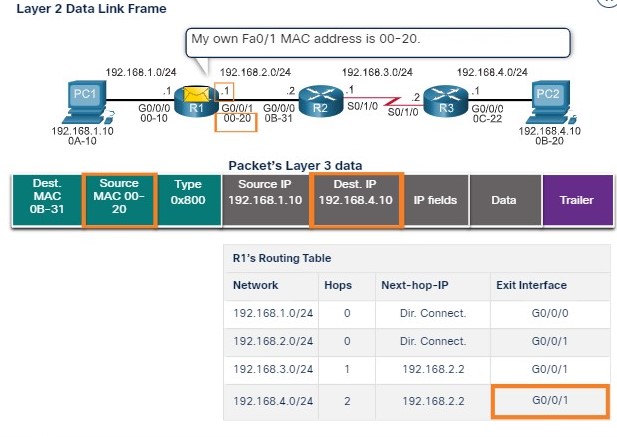 Layer 2 Data Link Frame
My own Fa0/1 MAC address is 00-20.
192.168.1.0/24 192.168.2.0/24 192.168.3.0/24 192.168.4.0/24
PC1 .1 R1 .1 .2 R2 .1 .2 R3 .1 PC2
G0/0/0 G0/0/1 G0/0/0 S0/1/0 S0/1/0 G0/0/0
00-10 00-20 0B-31 0C-22
192.168.1.10 192.168.4.10
0A-10 0B-20
Packet's Layer 3 data
Dest. MAC 0B-31
Source MAC 00-20
Type 0x800
Source IP 192.168.1.10
Dest. IP 192.168.4.10
IP fields
Data
Trailer
R1's Routing Table
Network Hops Next-hop-IP Exit Interface
192.168.1.0/24 0 Dir. Connect. G0/0/0
192.168.2.0/24 0 Dir. Connect. G0/0/1
192.168.3.0/24 1 192.168.2.2 G0/0/1
192.168.4.0/24 2 192.168.2.2 G0/0/1